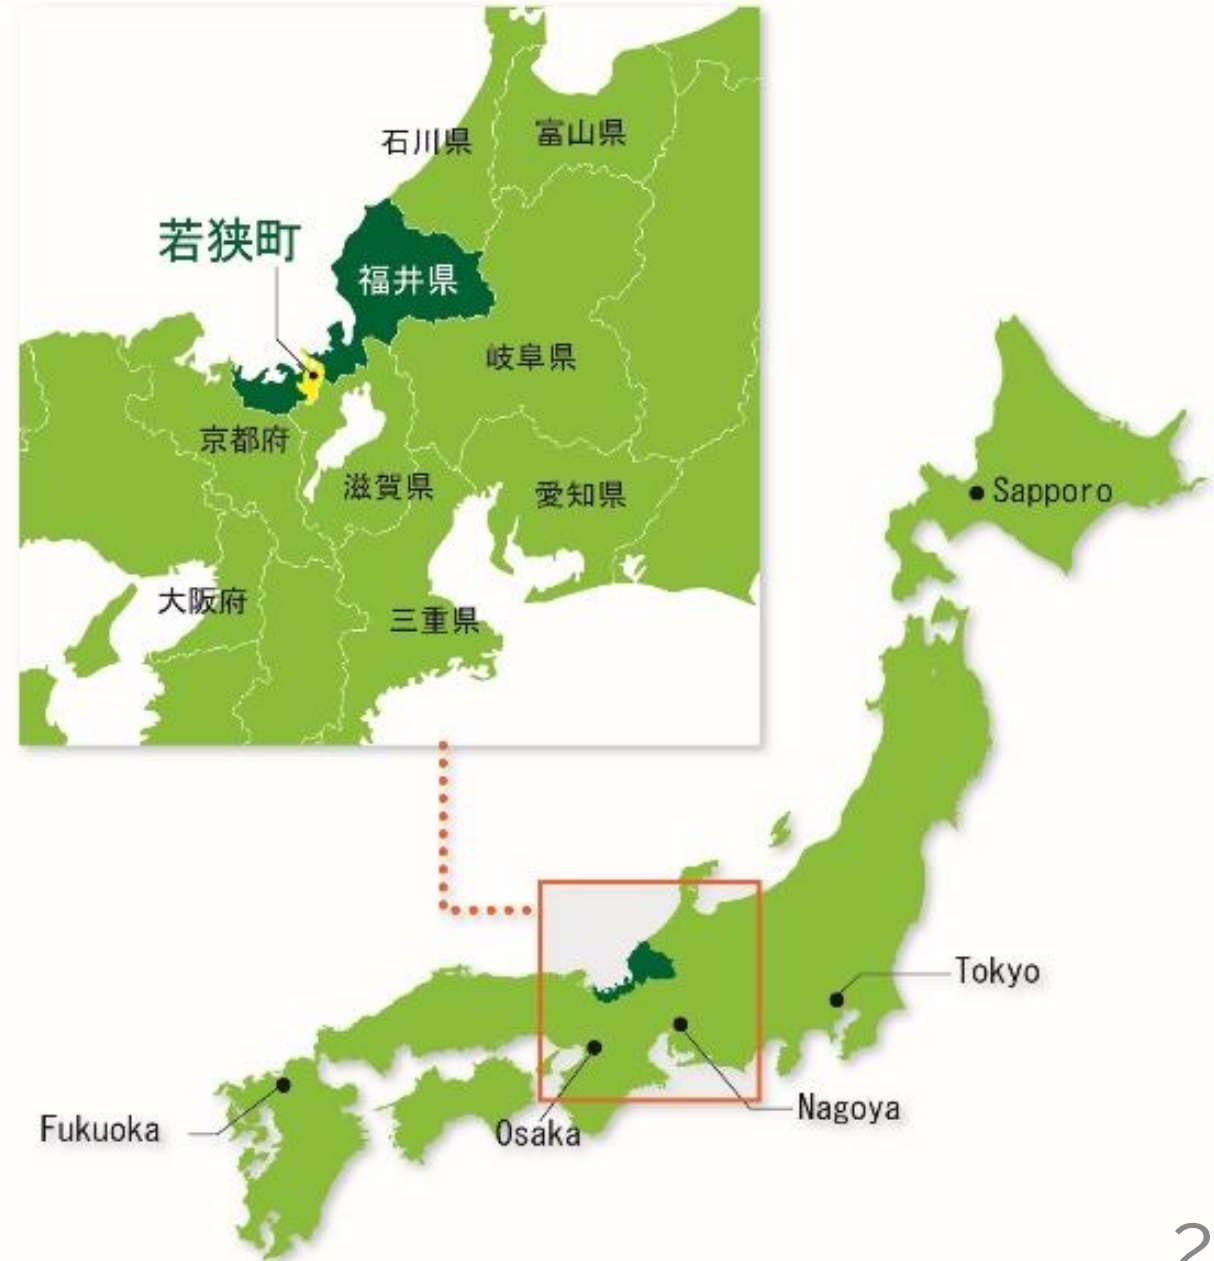 石川県
富山県
若狭町
福井県
岐阜県
京都府
滋賀県
愛知県
大阪府
三重県
Sapporo
Tokyo
Nagoya
Fukuoka
Osaka
2